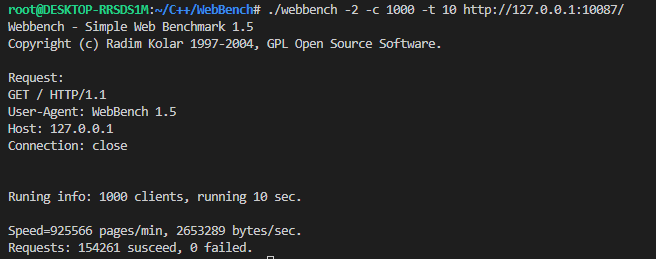 root@DESKTOP-RRSDS1M:~/C++/WebBench# ./webbench -2 -c 1000 -t 10 http://127.0.0.1:10087/
Webbench - Simple Web Benchmark 1.5
Copyright (c) Radim Kolar 1997-2004, GPL Open Source Software.
Request:
GET / HTTP/1.1
User-Agent: WebBench 1.5
Host: 127.0.0.1
Connection: close
Runing info: 1000 clients, running 10 sec.
Speed=925566 pages/min, 2653289 bytes/sec.
Requests: 154261 susceed, 0 failed.